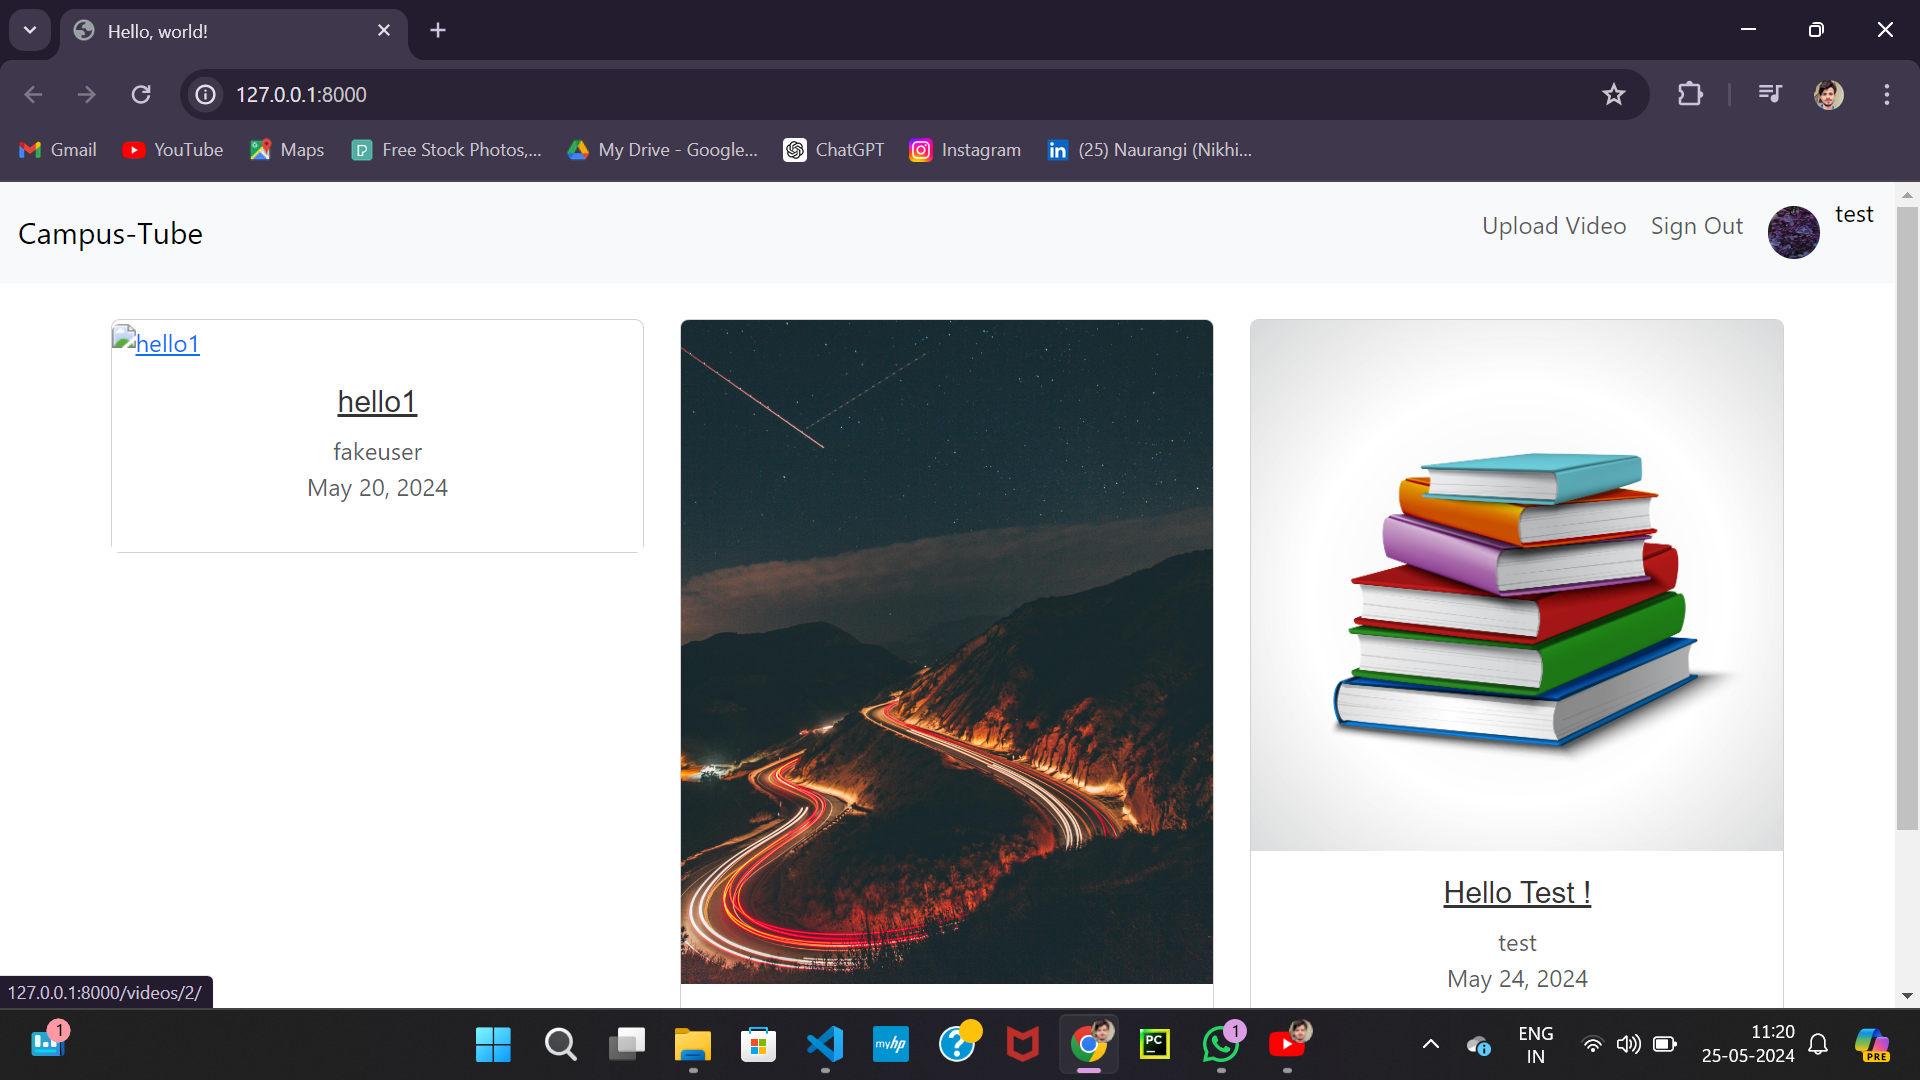 Hello, world!
127.0.0.1:8000
Gmail
YouTube
Maps
Free Stock Photos,...
My Drive - Google...
ChatGPT
Instagram
in
(25) Naurangi (Nikhi...
Campus-Tube
Upload Video
Sign Out
test
hello1
hello1
fakeuser
May 20, 2024
Hello Test !
test
May 24, 2024
127.0.0.1:8000/videos/2/
1
myhp
PC
1
ENG
IN
11:20
25-05-2024
PRE